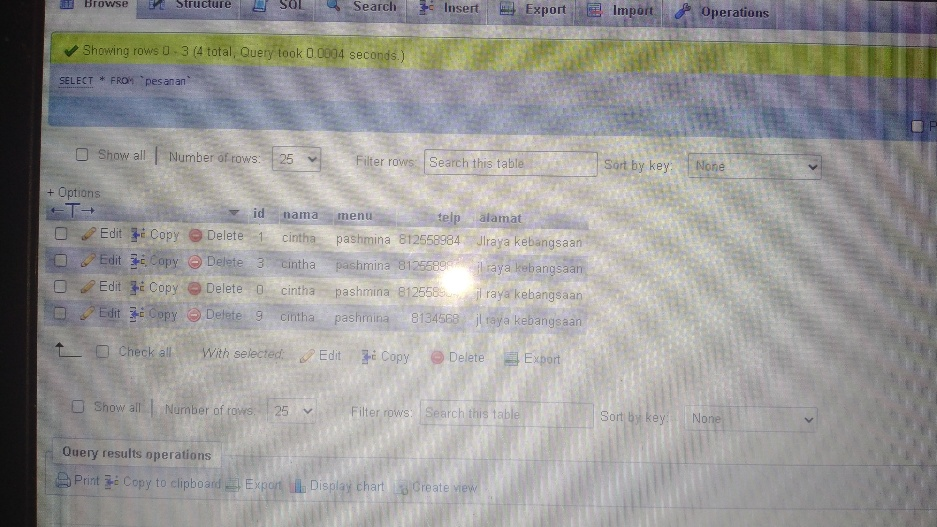 Browse Structure SQL Search Insert Export Import Operations
Showing rows 0 - 3 (4 total, Query took 0.0004 seconds.)
SELECT * FROM `pesanan`
Show all Number of rows: 25 Filter rows: Search this table Sort by key: None
+ Options
←T→ id nama menu telp alamat
Edit Copy Delete 1 cintha pashmina 812558984 Jlraya kebangsaan
Edit Copy Delete 3 cintha pashmina jl raya kebangsaan
Edit Copy Delete 0 cintha pashmina jl raya kebangsaan
Edit Copy Delete 9 cintha pashmina 8134568 jl raya kebangsaan
Check all With selected: Edit Copy Delete Export
Show all Number of rows: 25 Filter rows: Search this table Sort by key: None
Query results operations
Print Copy to clipboard Export Display chart Create view